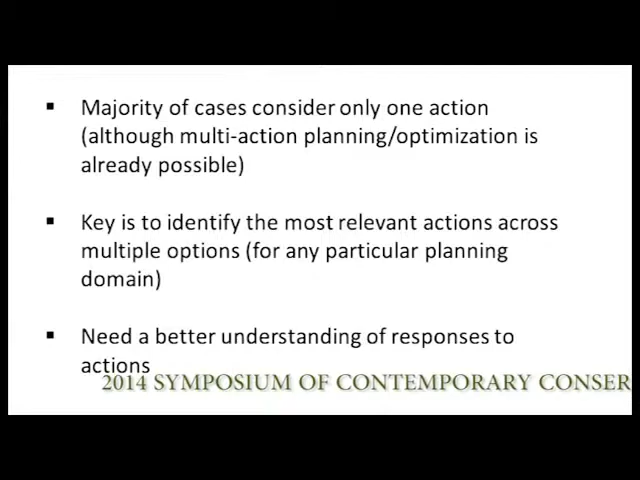 ▪ Majority of cases consider only one action
(although multi-action planning/optimization is
already possible)
▪ Key is to identify the most relevant actions across
multiple options (for any particular planning
domain)
▪ Need a better understanding of responses to
actions
2014 SYMPOSIUM OF CONTEMPORARY CONSER